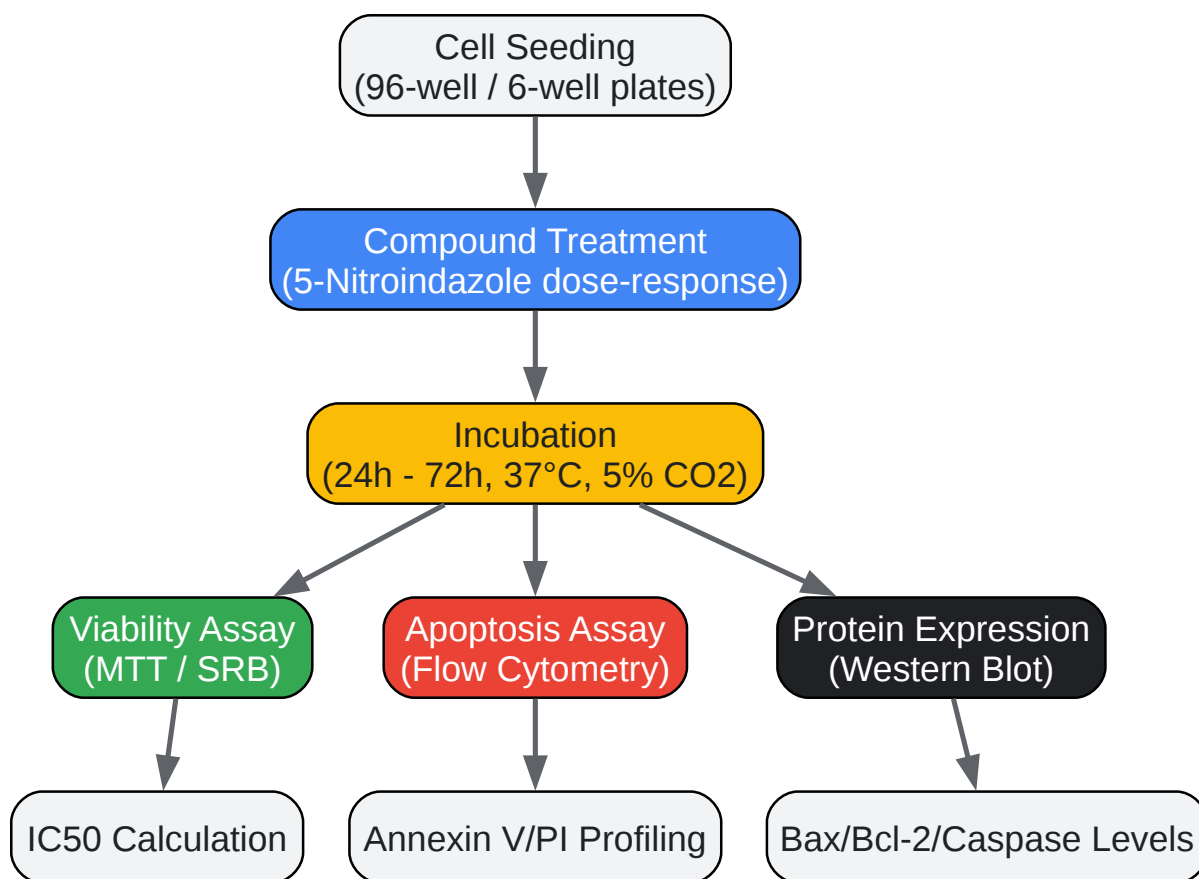 Cell Seeding
(96-well / 6-well plates)
Compound Treatment
(5-Nitroindazole dose-response)
Incubation
(24h - 72h, 37°C, 5% CO2)
Viability Assay
(MTT / SRB)
Apoptosis Assay
(Flow Cytometry)
Protein Expression
(Western Blot)
IC50 Calculation
Annexin V/PI Profiling
Bax/Bcl-2/Caspase Levels